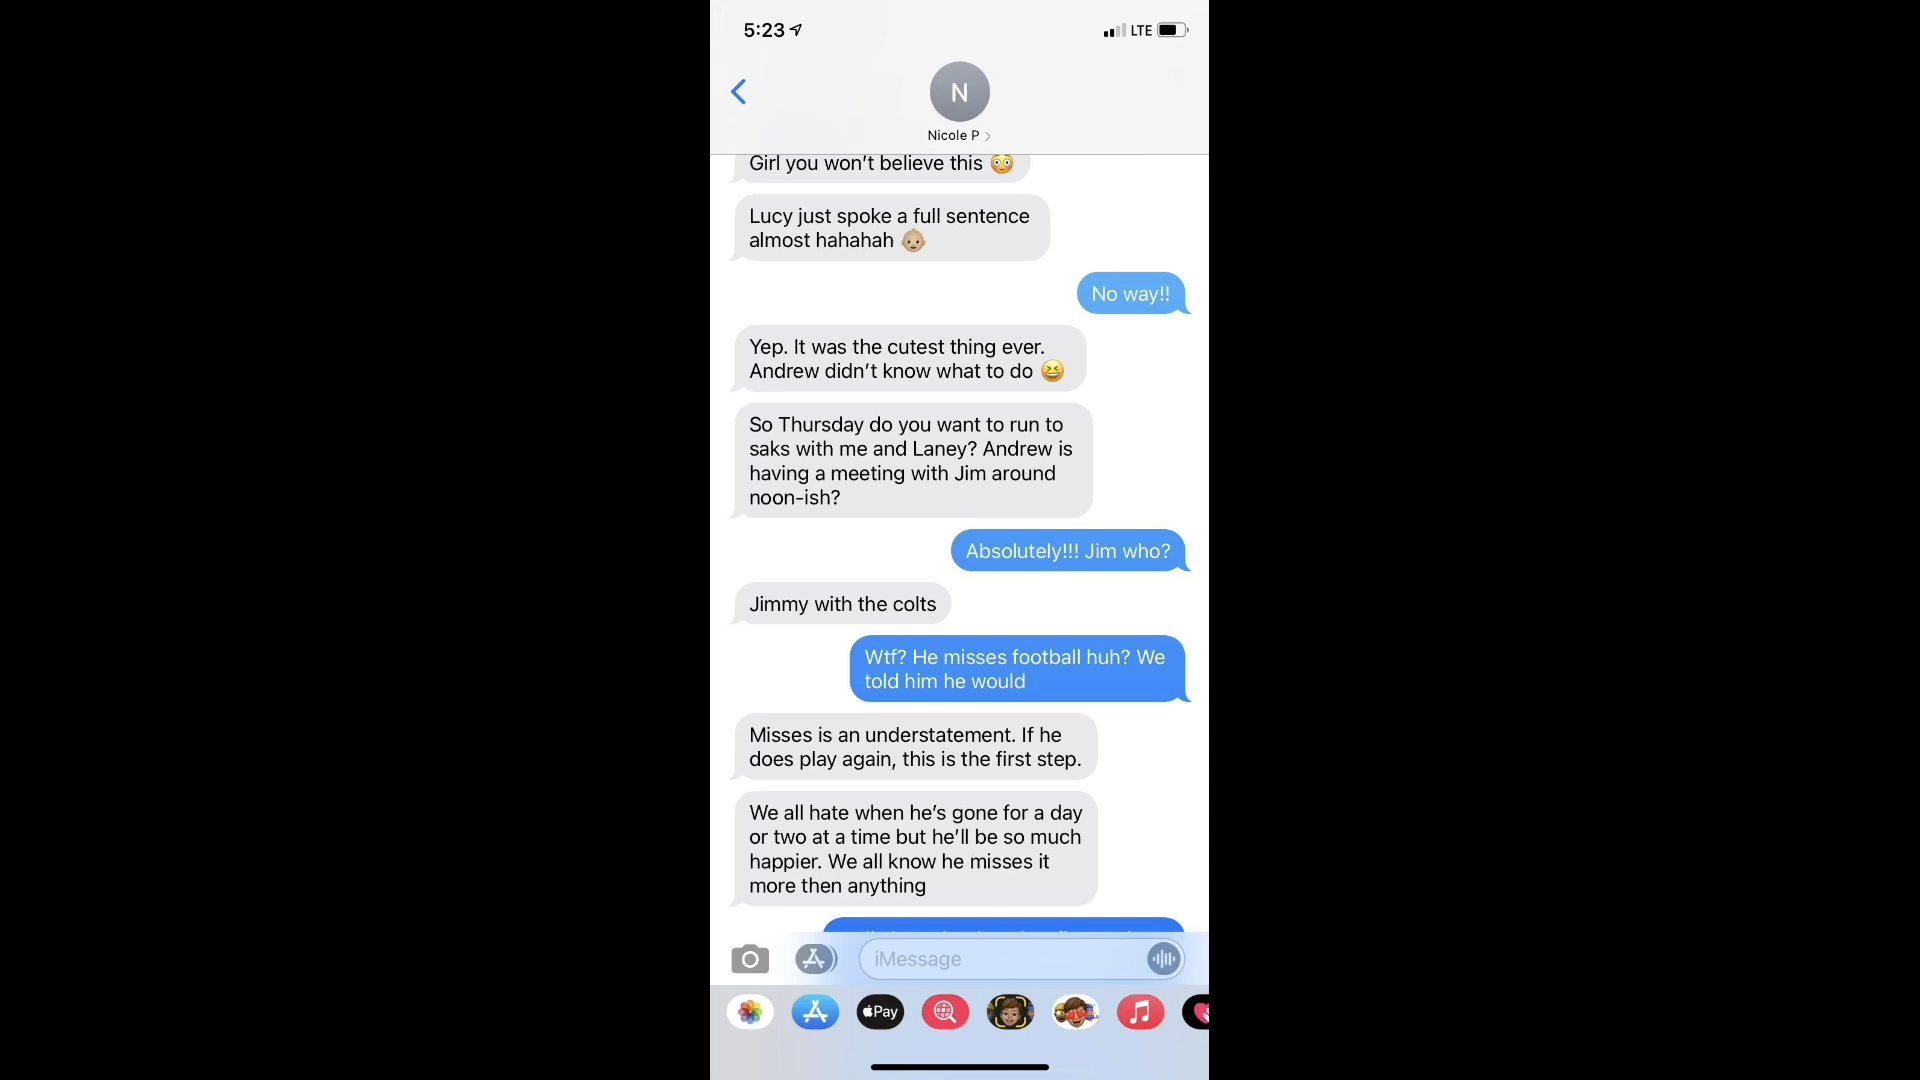 5:23
LTE
N
Nicole P
Girl you won't believe this 😳
Lucy just spoke a full sentence
almost hahahah 👶🏼
No way!!
Yep. It was the cutest thing ever.
Andrew didn't know what to do 😆
So Thursday do you want to run to
saks with me and Laney? Andrew is
having a meeting with Jim around
noon-ish?
Absolutely!!! Jim who?
Jimmy with the colts
Wtf? He misses football huh? We
told him he would
Misses is an understatement. If he
does play again, this is the first step.
We all hate when he's gone for a day
or two at a time but he'll be so much
happier. We all know he misses it
more then anything
iMessage
Pay